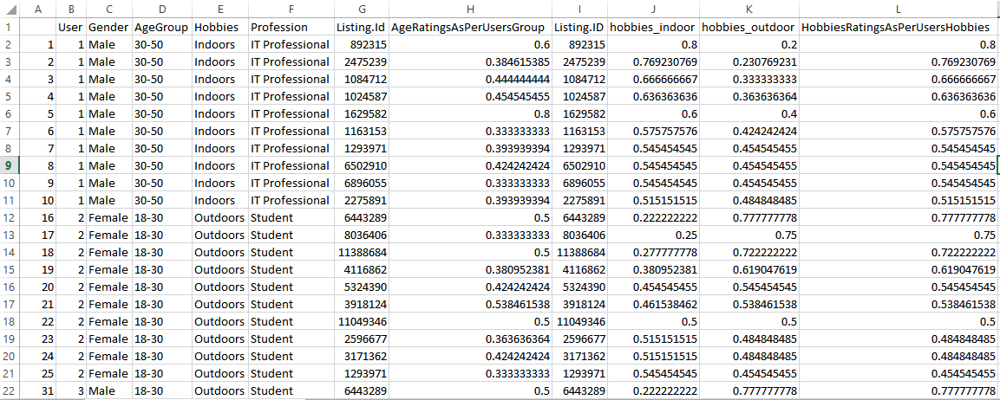 A B C D E F G H I J K L
1 User Gender AgeGroup Hobbies Profession Listing.Id AgeRatingsAsPerUsersGroup Listing.ID hobbies_indoor hobbies_outdoor HobbiesRatingsAsPerUsersHobbies
2 1 1 Male 30-50 Indoors IT Professional 892315 0.6 892315 0.8 0.2 0.8
3 2 1 Male 30-50 Indoors IT Professional 2475239 0.384615385 2475239 0.769230769 0.230769231 0.769230769
4 3 1 Male 30-50 Indoors IT Professional 1084712 0.444444444 1084712 0.666666667 0.333333333 0.666666667
5 4 1 Male 30-50 Indoors IT Professional 1024587 0.454545455 1024587 0.636363636 0.363636364 0.636363636
6 5 1 Male 30-50 Indoors IT Professional 1629582 0.8 1629582 0.6 0.4 0.6
7 6 1 Male 30-50 Indoors IT Professional 1163153 0.333333333 1163153 0.575757576 0.424242424 0.575757576
8 7 1 Male 30-50 Indoors IT Professional 1293971 0.393939394 1293971 0.545454545 0.454545455 0.545454545
9 8 1 Male 30-50 Indoors IT Professional 6502910 0.424242424 6502910 0.545454545 0.454545455 0.545454545
10 9 1 Male 30-50 Indoors IT Professional 6896055 0.333333333 6896055 0.545454545 0.454545455 0.545454545
11 10 1 Male 30-50 Indoors IT Professional 2275891 0.393939394 2275891 0.515151515 0.484848485 0.515151515
12 16 2 Female 18-30 Outdoors Student 6443289 0.5 6443289 0.222222222 0.777777778 0.777777778
13 17 2 Female 18-30 Outdoors Student 8036406 0.333333333 8036406 0.25 0.75 0.75
14 18 2 Female 18-30 Outdoors Student 11388684 0.5 11388684 0.277777778 0.722222222 0.722222222
15 19 2 Female 18-30 Outdoors Student 4116862 0.380952381 4116862 0.380952381 0.619047619 0.619047619
16 20 2 Female 18-30 Outdoors Student 5324390 0.424242424 5324390 0.454545455 0.545454545 0.545454545
17 21 2 Female 18-30 Outdoors Student 3918124 0.538461538 3918124 0.461538462 0.538461538 0.538461538
18 22 2 Female 18-30 Outdoors Student 11049346 0.5 11049346 0.5 0.5 0.5
19 23 2 Female 18-30 Outdoors Student 2596677 0.363636364 2596677 0.515151515 0.484848485 0.484848485
20 24 2 Female 18-30 Outdoors Student 3171362 0.424242424 3171362 0.515151515 0.484848485 0.484848485
21 25 2 Female 18-30 Outdoors Student 1293971 0.333333333 1293971 0.545454545 0.454545455 0.454545455
22 31 3 Male 18-30 Outdoors Student 6443289 0.5 6443289 0.222222222 0.777777778 0.777777778